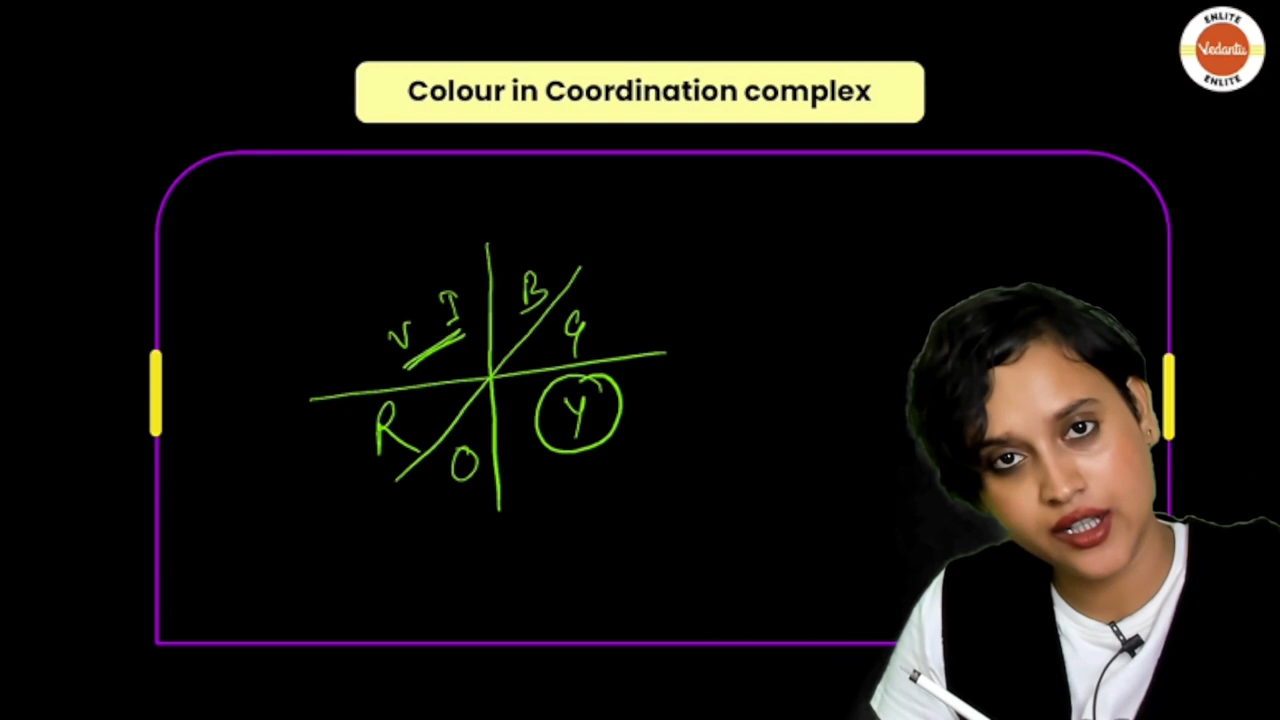 ENLITE
Vedantu
ENLITE
Colour in Coordination complex
V I B
G
R Y
O